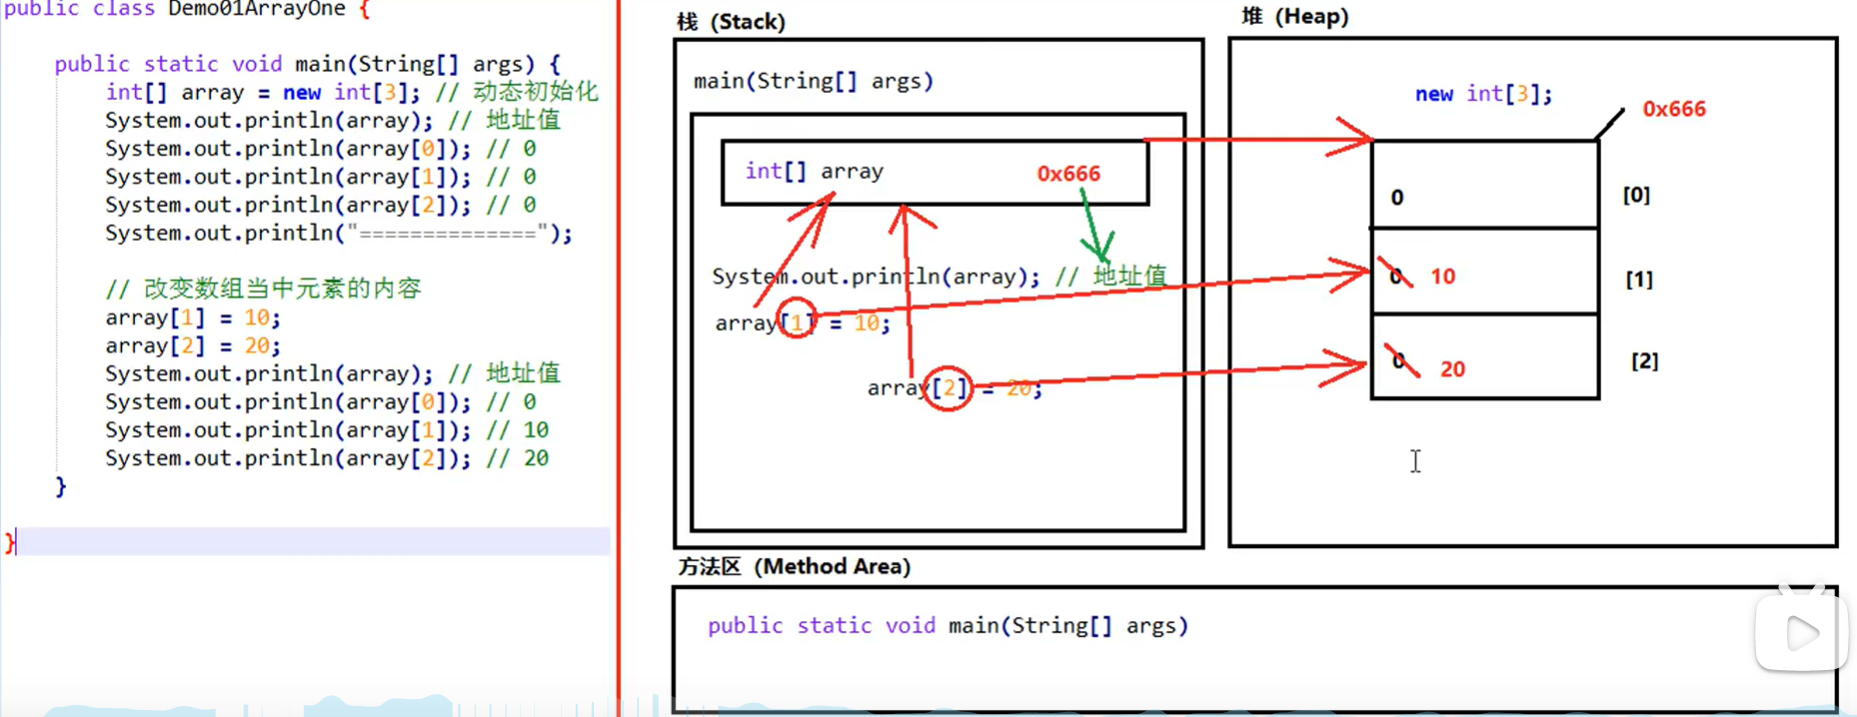 public class Demo01ArrayOne {
public static void main(String[] args) {
int[] array = new int[3]; // 动态初始化
System.out.println(array); // 地址值
System.out.println(array[0]); // 0
System.out.println(array[1]); // 0
System.out.println(array[2]); // 0
System.out.println("==============");
// 改变数组当中元素的内容
array[1] = 10;
array[2] = 20;
System.out.println(array); // 地址值
System.out.println(array[0]); // 0
System.out.println(array[1]); // 10
System.out.println(array[2]); // 20
}
}
栈 (Stack)
main(String[] args)
int[] array 0x666
System.out.println(array); // 地址值
array[1] = 10;
array[2] = 20;
堆 (Heap)
new int[3];
0x666
0 [0]
0 10 [1]
0 20 [2]
方法区 (Method Area)
public static void main(String[] args)